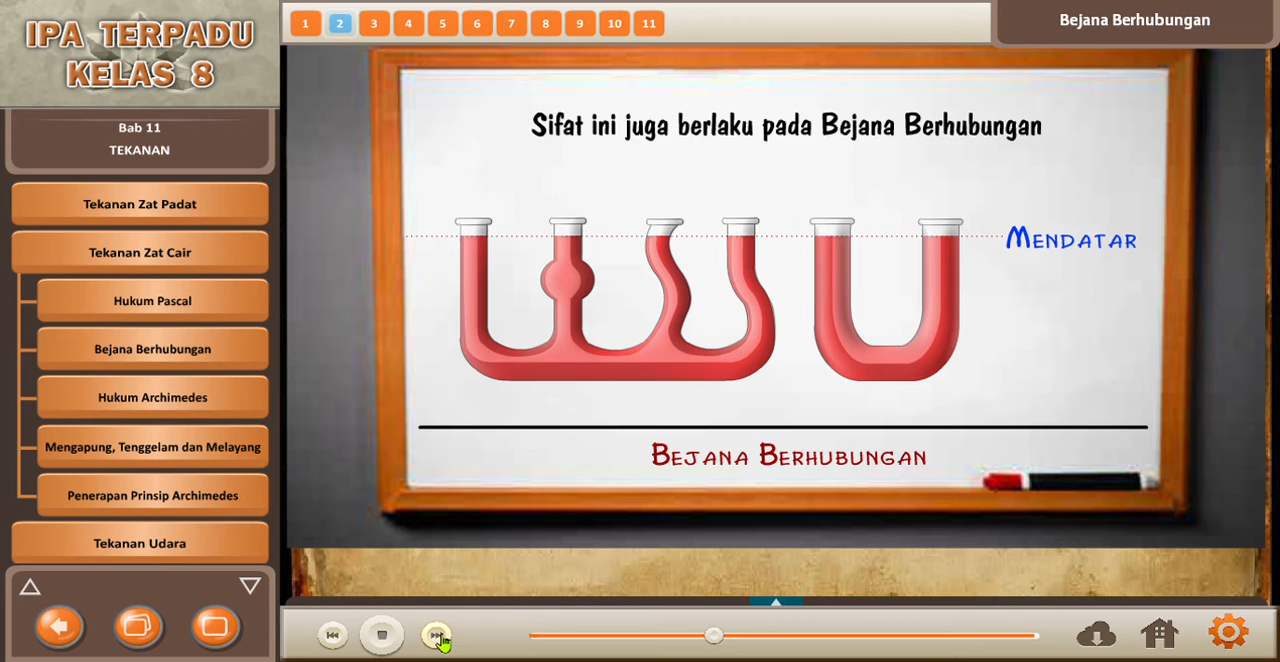 IPA TERPADU
KELAS 8
Bab 11
TEKANAN
Tekanan Zat Padat
Tekanan Zat Cair
Hukum Pascal
Bejana Berhubungan
Hukum Archimedes
Mengapung, Tenggelam dan Melayang
Penerapan Prinsip Archimedes
Tekanan Udara
1 2 3 4 5 6 7 8 9 10 11
Bejana Berhubungan
Sifat ini juga berlaku pada Bejana Berhubungan
MENDATAR
BEJANA BERHUBUNGAN